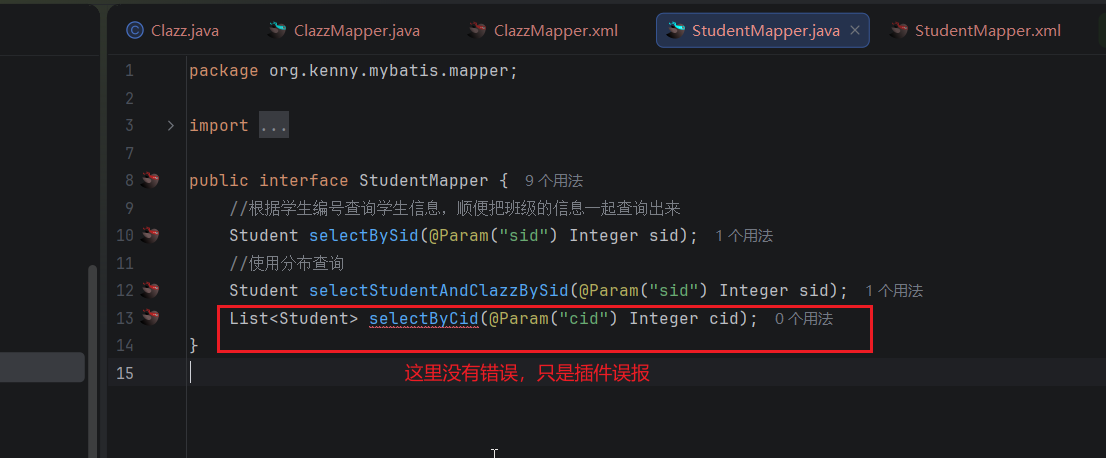 Clazz.java ClazzMapper.java ClazzMapper.xml StudentMapper.java StudentMapper.xml
1 package org.kenny.mybatis.mapper;
2
3 import ...
7
8 public interface StudentMapper { 9 个用法
9 //根据学生编号查询学生信息，顺便把班级的信息一起查询出来
10 Student selectBySid(@Param("sid") Integer sid); 1 个用法
11 //使用分布查询
12 Student selectStudentAndClazzBySid(@Param("sid") Integer sid); 1 个用法
13 List<Student> selectByCid(@Param("cid") Integer cid); 0 个用法
14 }
15 这里没有错误，只是插件误报